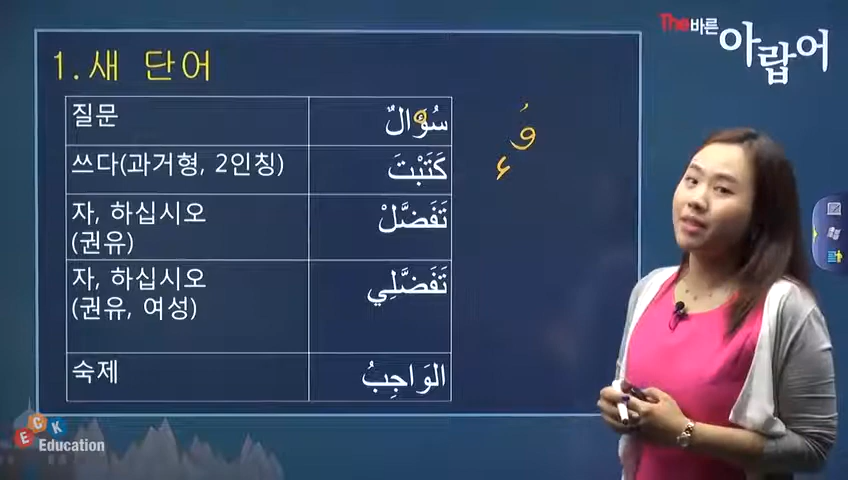 The바른
아랍어
1. 새 단어
질문 سُؤَالٌ
쓰다(과거형, 2인칭) كَتَبْتَ
자, 하십시오 تَفَضَّلْ
(권유)
자, 하십시오 تَفَضَّلِي
(권유, 여성)
숙제 الوَاجِبُ
وُ
ء
ECK
Education